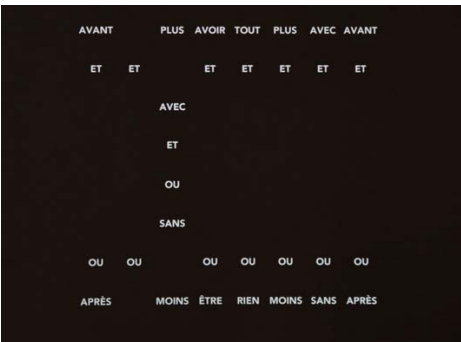 AVANT PLUS AVOIR TOUT PLUS AVEC AVANT
ET ET ET ET ET ET ET
AVEC
ET
OU
SANS
OU OU OU OU OU OU OU
APRÈS MOINS ÊTRE RIEN MOINS SANS APRÈS